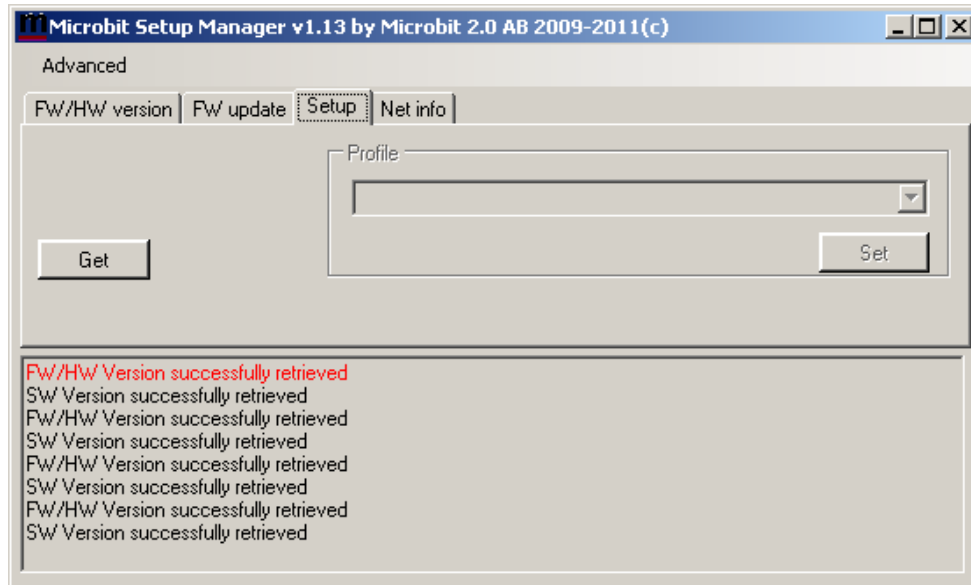 Microbit Setup Manager v1.13 by Microbit 2.0 AB 2009-2011(c)
Advanced
FW/HW version FW update Setup Net info
Profile
Get
Set
FW/HW Version successfully retrieved
SW Version successfully retrieved
FW/HW Version successfully retrieved
SW Version successfully retrieved
FW/HW Version successfully retrieved
SW Version successfully retrieved
FW/HW Version successfully retrieved
SW Version successfully retrieved